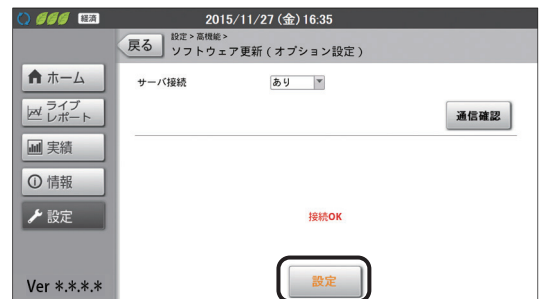 経済
2015/11/27 (金) 16:35
戻る
設定 > 高機能 >
ソフトウェア更新 ( オプション設定 )
ホーム
ライブ
レポート
実績
情報
設定
サーバ接続
あり
通信確認
接続OK
設定
Ver *.*.*.*